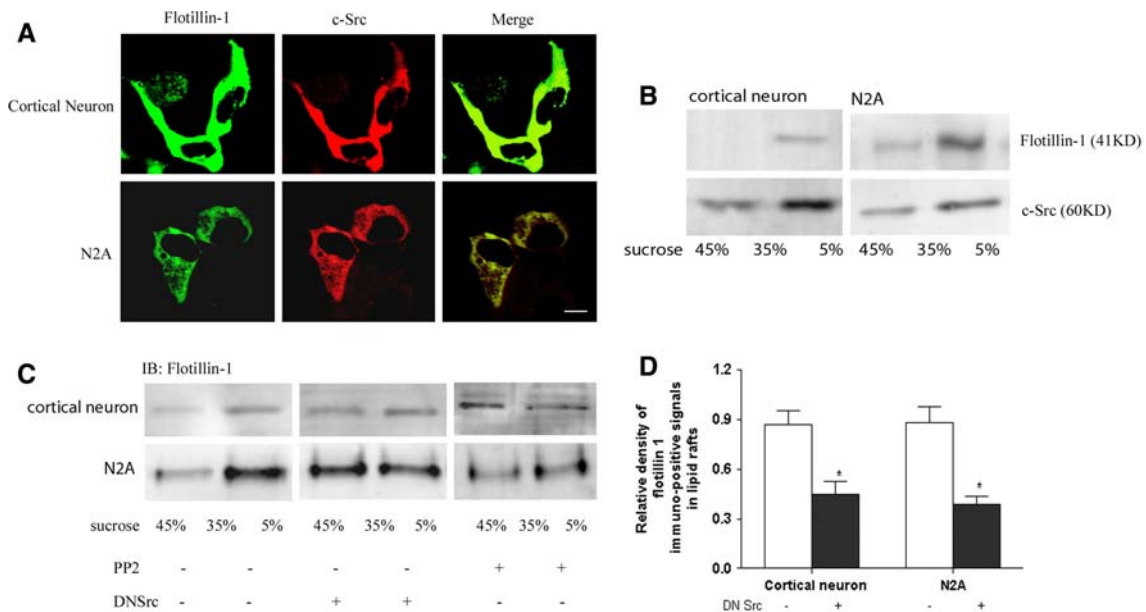 A
Flotillin-1 c-Src Merge
Cortical Neuron
N2A
B
cortical neuron N2A
Flotillin-1 (41KD)
c-Src (60KD)
sucrose 45% 35% 5% 45% 35% 5%
C
IB: Flotillin-1
cortical neuron
N2A
sucrose 45% 35% 5% 45% 35% 5% 45% 35% 5%
PP2 - - - - + +
DNSrc - - + + - -
D
Relative density of
flotillin 1
immuno-positive signals
in lipid rafts
1.2
0.9
0.6
0.3
0.0
* *
Cortical neuron N2A
DN Src - + - +